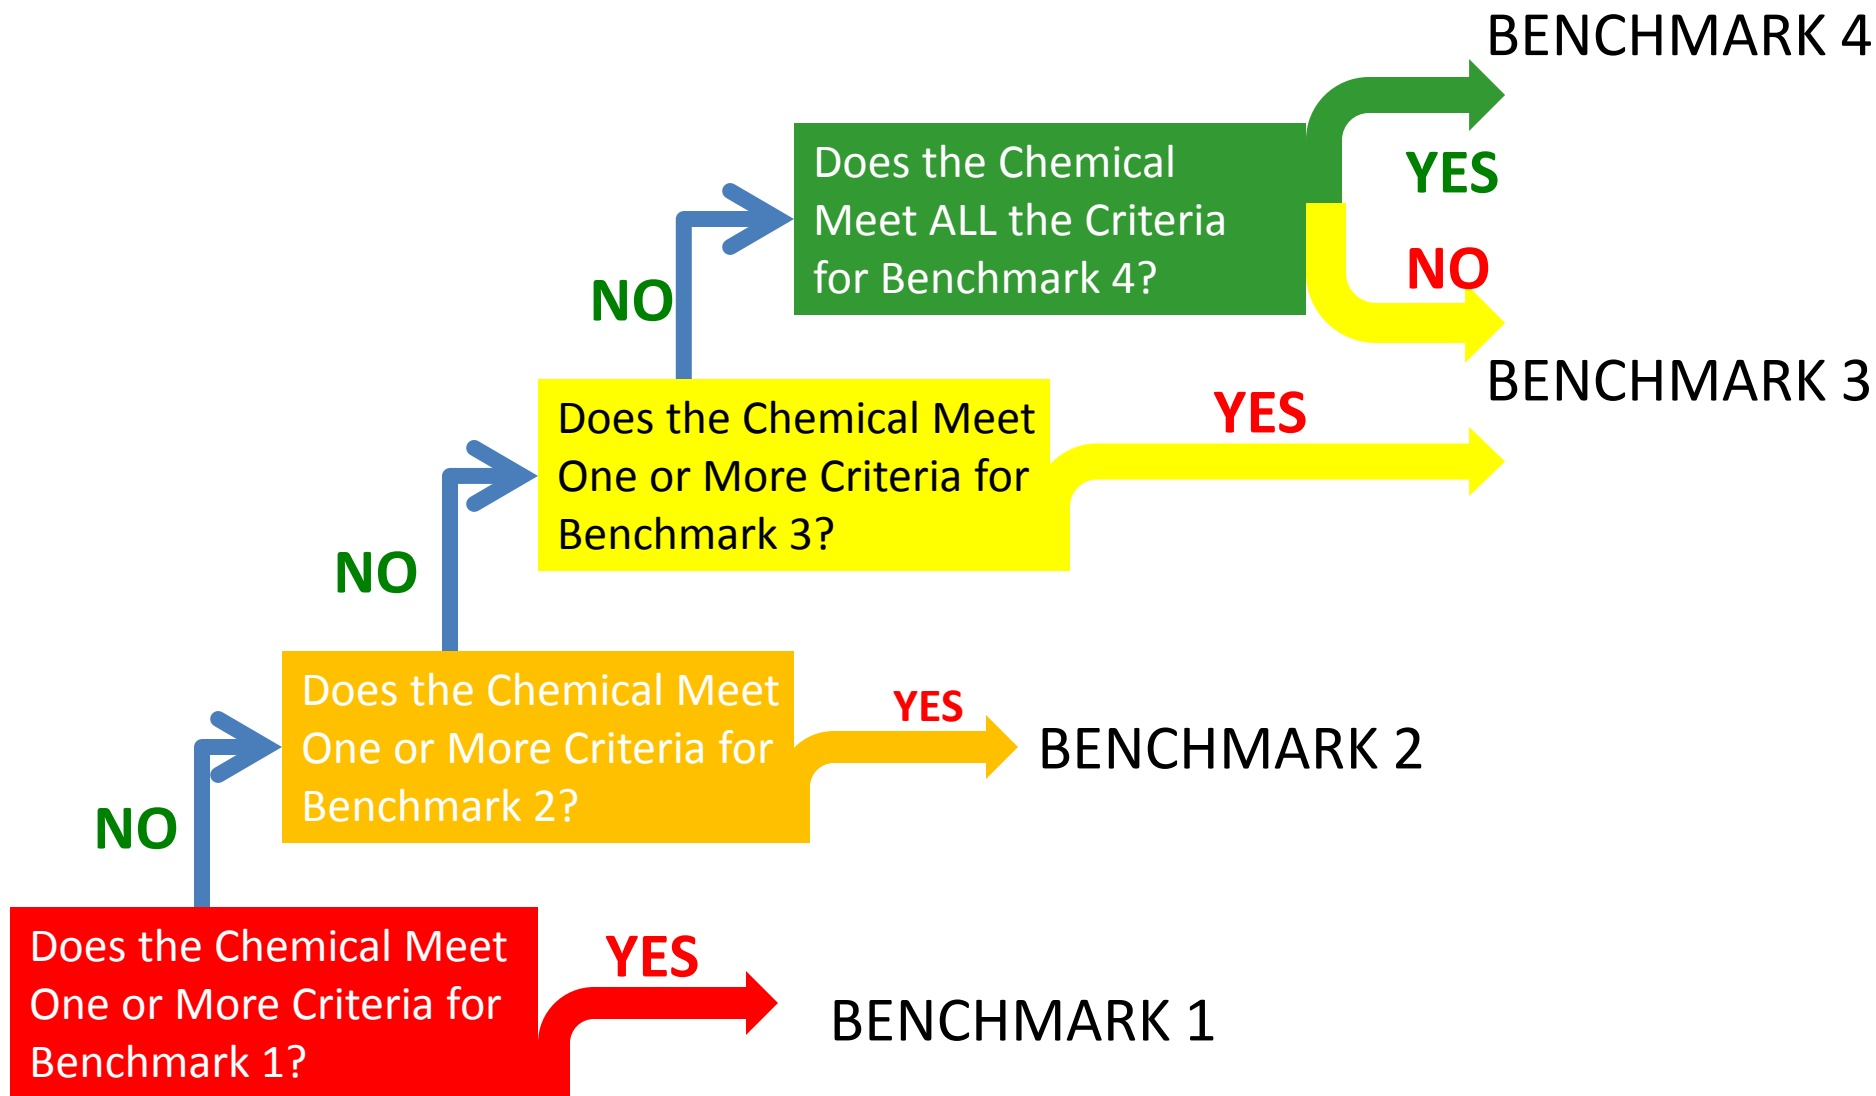 BENCHMARK 4
Does the Chemical
Meet ALL the Criteria
for Benchmark 4?
YES
NO
NO
BENCHMARK 3
Does the Chemical Meet
One or More Criteria for
Benchmark 3?
YES
NO
Does the Chemical Meet
One or More Criteria for
Benchmark 2?
YES
BENCHMARK 2
NO
Does the Chemical Meet
One or More Criteria for
Benchmark 1?
YES
BENCHMARK 1